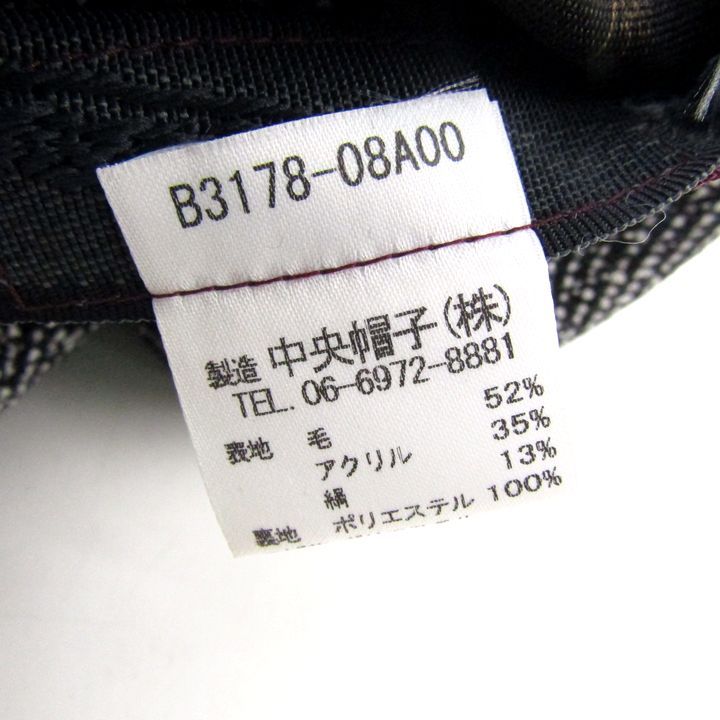 B3178-08A00
製造 中央帽子(株)
TEL. 06-6972-8881
表地 毛 52%
アクリル 35%
絹 13%
裏地 ポリエステル 100%